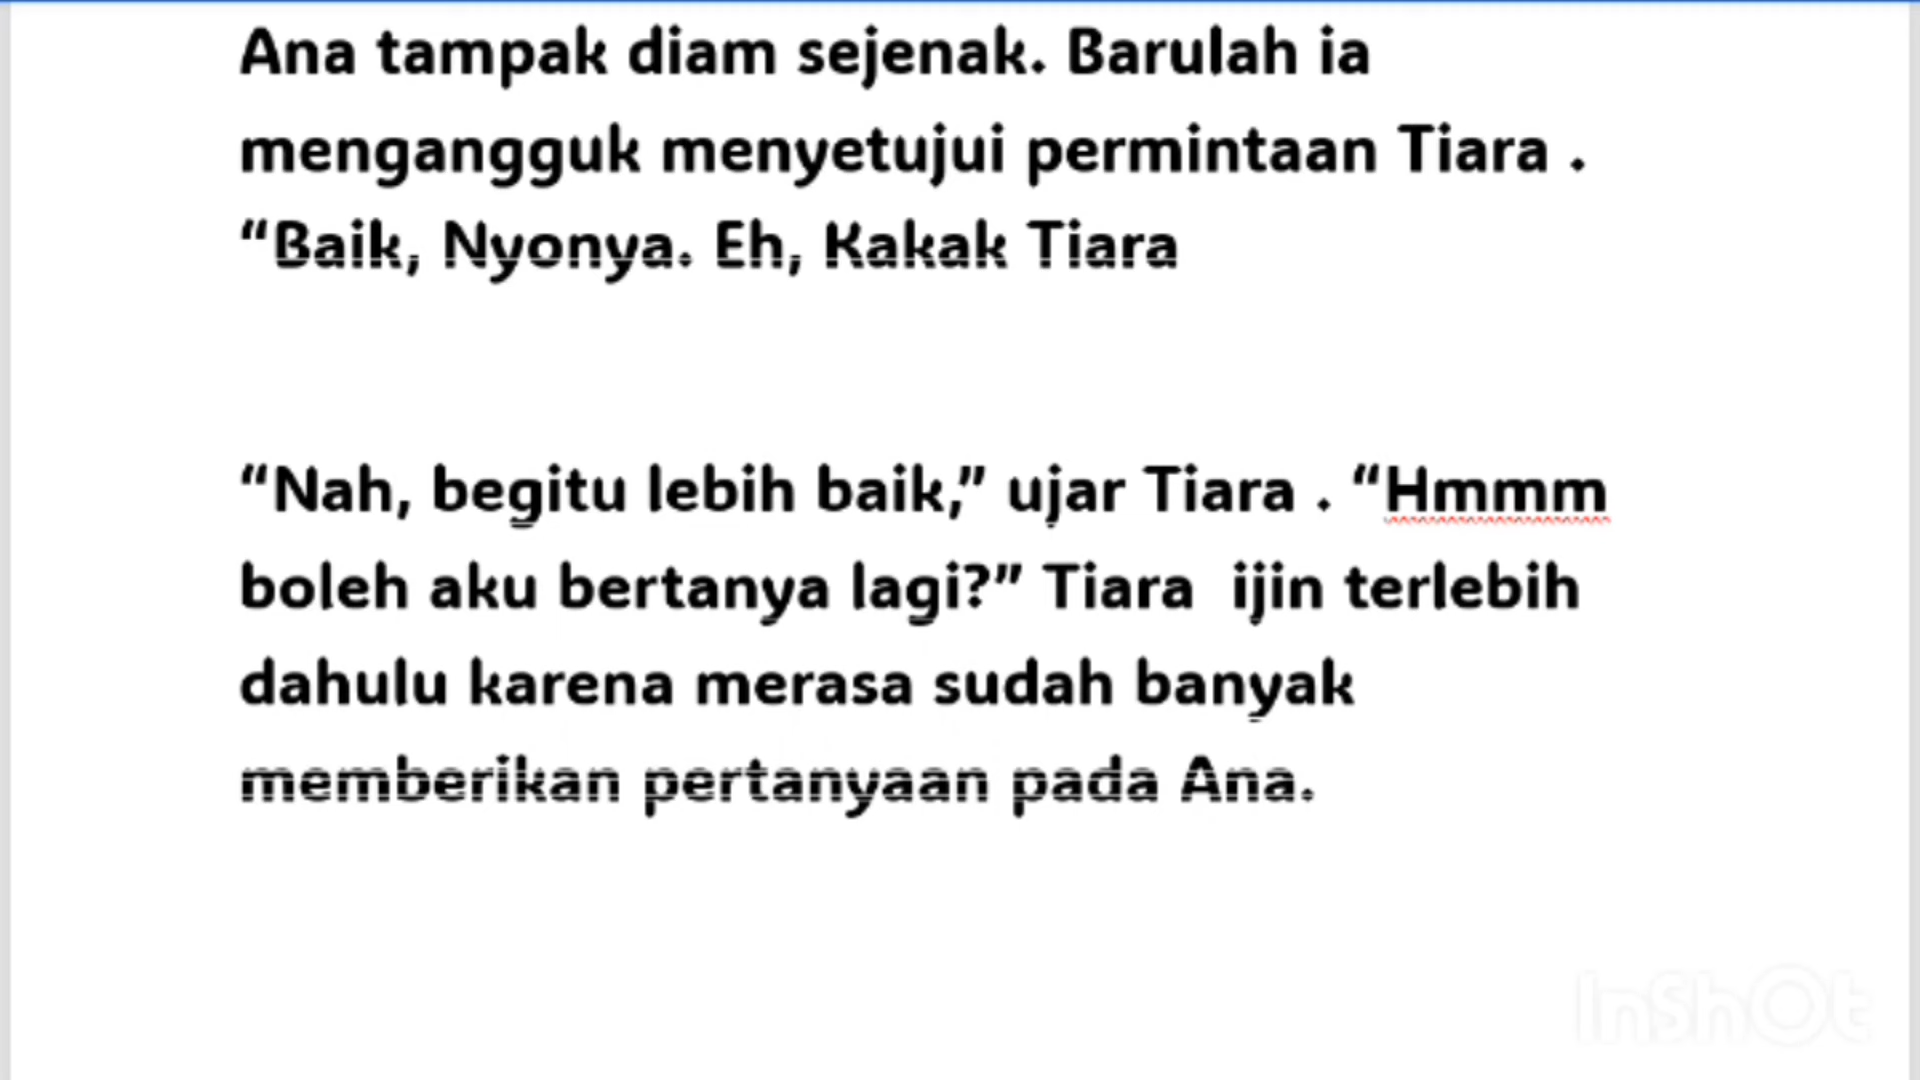 Ana tampak diam sejenak. Barulah ia
mengangguk menyetujui permintaan Tiara .
“Baik, Nyonya. Eh, Kakak Tiara
“Nah, begitu lebih baik,” ujar Tiara . “Hmmm
boleh aku bertanya lagi?” Tiara  ijin terlebih
dahulu karena merasa sudah banyak
memberikan pertanyaan pada Ana.
InShOt